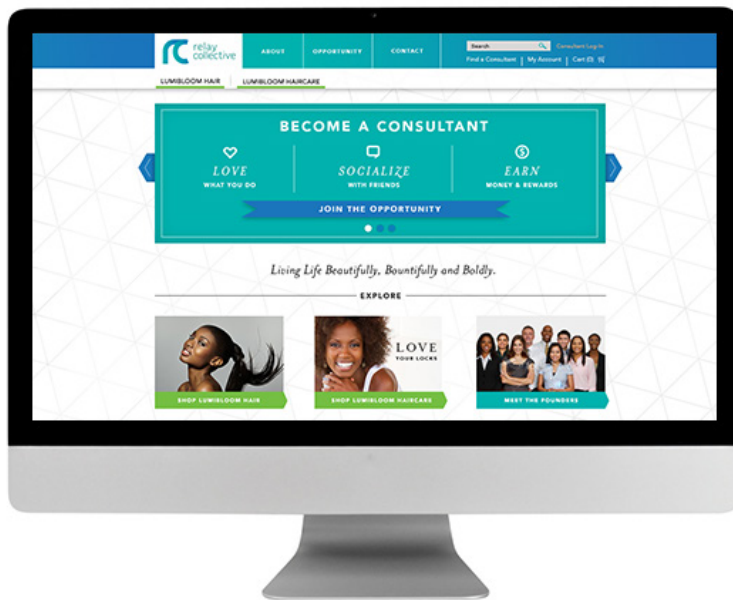 relay
collective
ABOUT
OPPORTUNITY
CONTACT
Search
Consultant Log-In
Find a Consultant | My Account | Cart (0)
LUMIBLOOM HAIR
LUMIBLOOM HAIRCARE
BECOME A CONSULTANT
LOVE
WHAT YOU DO
SOCIALIZE
WITH FRIENDS
EARN
MONEY & REWARDS
JOIN THE OPPORTUNITY
Living Life Beautifully, Bountifully and Boldly.
EXPLORE
LOVE
YOUR LOCKS
SHOP LUMIBLOOM HAIR
SHOP LUMIBLOOM HAIRCARE
MEET THE FOUNDERS